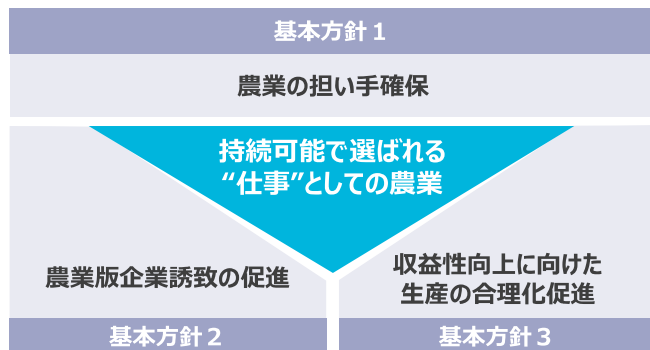 基本方針１
農業の担い手確保
持続可能で選ばれる
“仕事”としての農業
農業版企業誘致の促進
基本方針２
収益性向上に向けた
生産の合理化促進
基本方針３